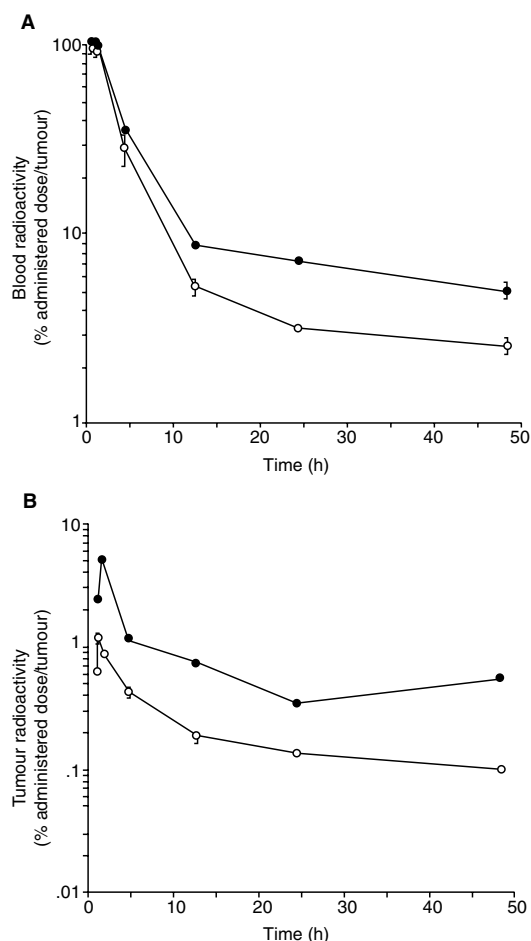 A
100
10
1
0
10
20
30
40
50
Blood radioactivity
(% administered dose/tumour)
Time (h)
B
10
1
.1
.01
0
10
20
30
40
50
Tumour radioactivity
(% administered dose/tumour)
Time (h)